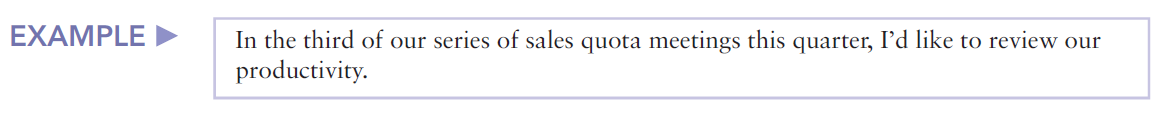 EXAMPLE ▶
In the third of our series of sales quota meetings this quarter, I’d like to review our
productivity.